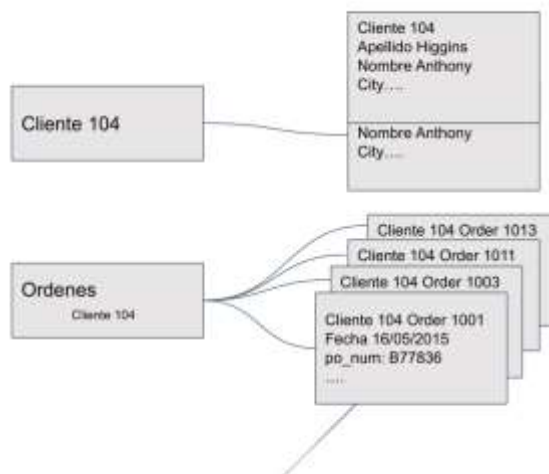 Cliente 104
Apellido Higgins
Nombre Anthony
City....
Cliente 104
Nombre Anthony
City....
Cliente 104 Order 1013
Cliente 104 Order 1011
Cliente 104 Order 1003
Ordenes
Cliente 104
Cliente 104 Order 1001
Fecha 16/05/2015
po_num: B77836
.....